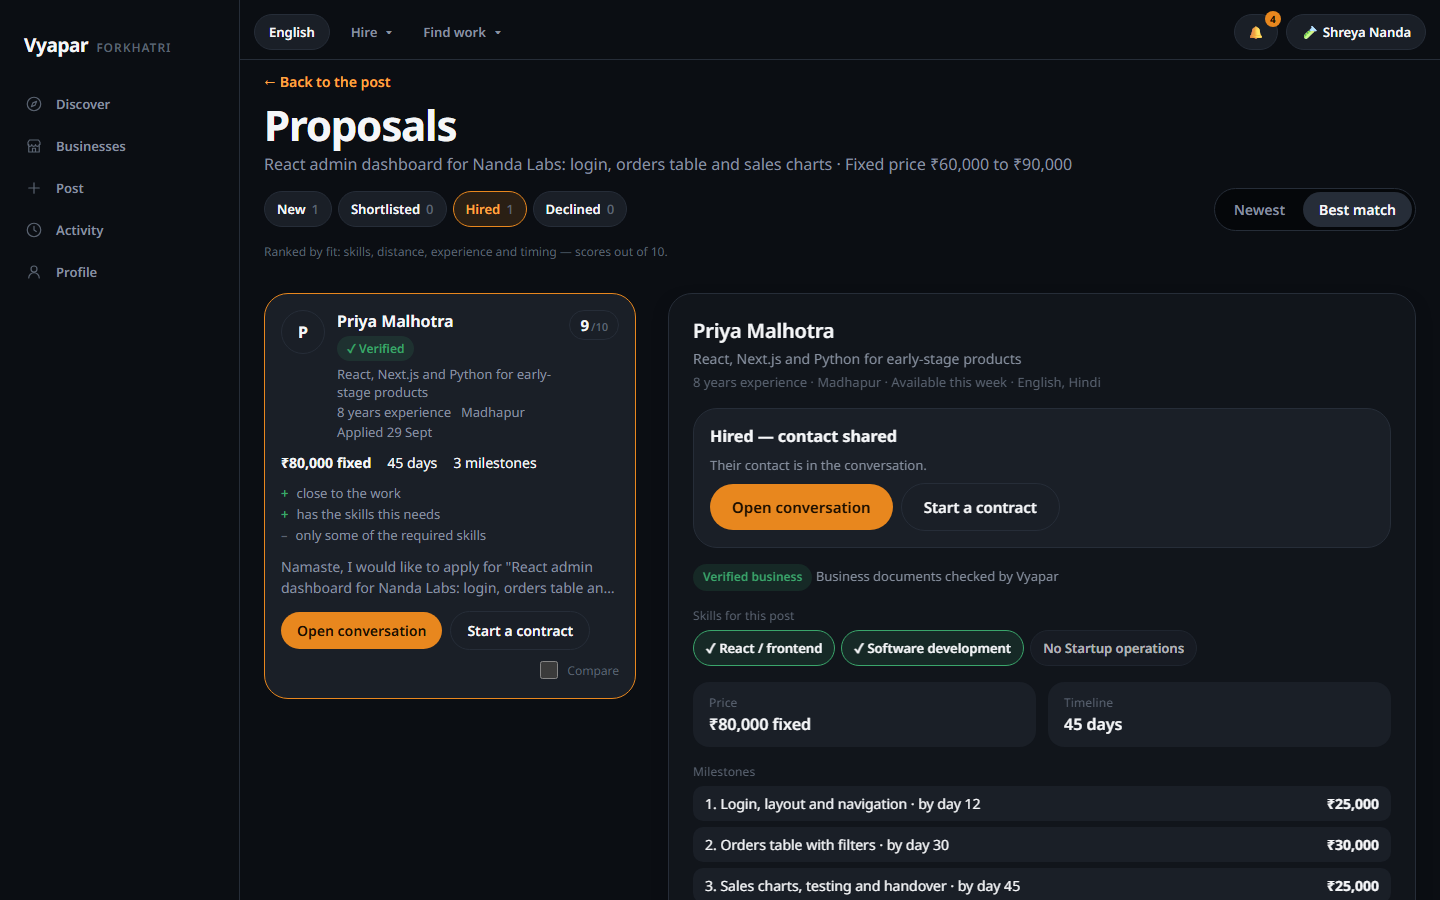 Vyapar FORKHATRI
Discover
Businesses
Post
Activity
Profile
English
Hire
Find work
4
Shreya Nanda
← Back to the post
Proposals
React admin dashboard for Nanda Labs: login, orders table and sales charts · Fixed price ₹60,000 to ₹90,000
New 1
Shortlisted 0
Hired 1
Declined 0
Newest
Best match
Ranked by fit: skills, distance, experience and timing — scores out of 10.
P
Priya Malhotra
9/10
✓ Verified
React, Next.js and Python for early-
stage products
8 years experience Madhapur
Applied 29 Sept
₹80,000 fixed 45 days 3 milestones
+ close to the work
+ has the skills this needs
– only some of the required skills
Namaste, I would like to apply for "React admin
dashboard for Nanda Labs: login, orders table an...
Open conversation
Start a contract
Compare
Priya Malhotra
React, Next.js and Python for early-stage products
8 years experience · Madhapur · Available this week · English, Hindi
Hired — contact shared
Their contact is in the conversation.
Open conversation
Start a contract
Verified business Business documents checked by Vyapar
Skills for this post
✓ React / frontend
✓ Software development
No Startup operations
Price
₹80,000 fixed
Timeline
45 days
Milestones
1. Login, layout and navigation · by day 12 ₹25,000
2. Orders table with filters · by day 30 ₹30,000
3. Sales charts, testing and handover · by day 45 ₹25,000